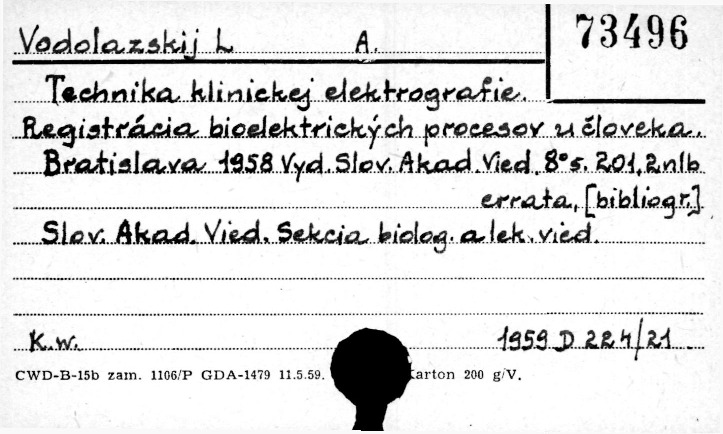 Vodolazskij L A.
73496
Technika klinickej elektrografie.
Registrácia bioelektrických procesov u človeka.
Bratislava 1958 Vyd. Slov. Akad. Vied. 8° s. 201, 2 nlb
errata, [bibliogr.]
Slov. Akad. Vied. Sekcia biolog. a lek. vied.
K.w. 1959 D 224/21
CWD-B-15b zam. 1106/P GDA-1479 11.5.59. arton 200 g/V.